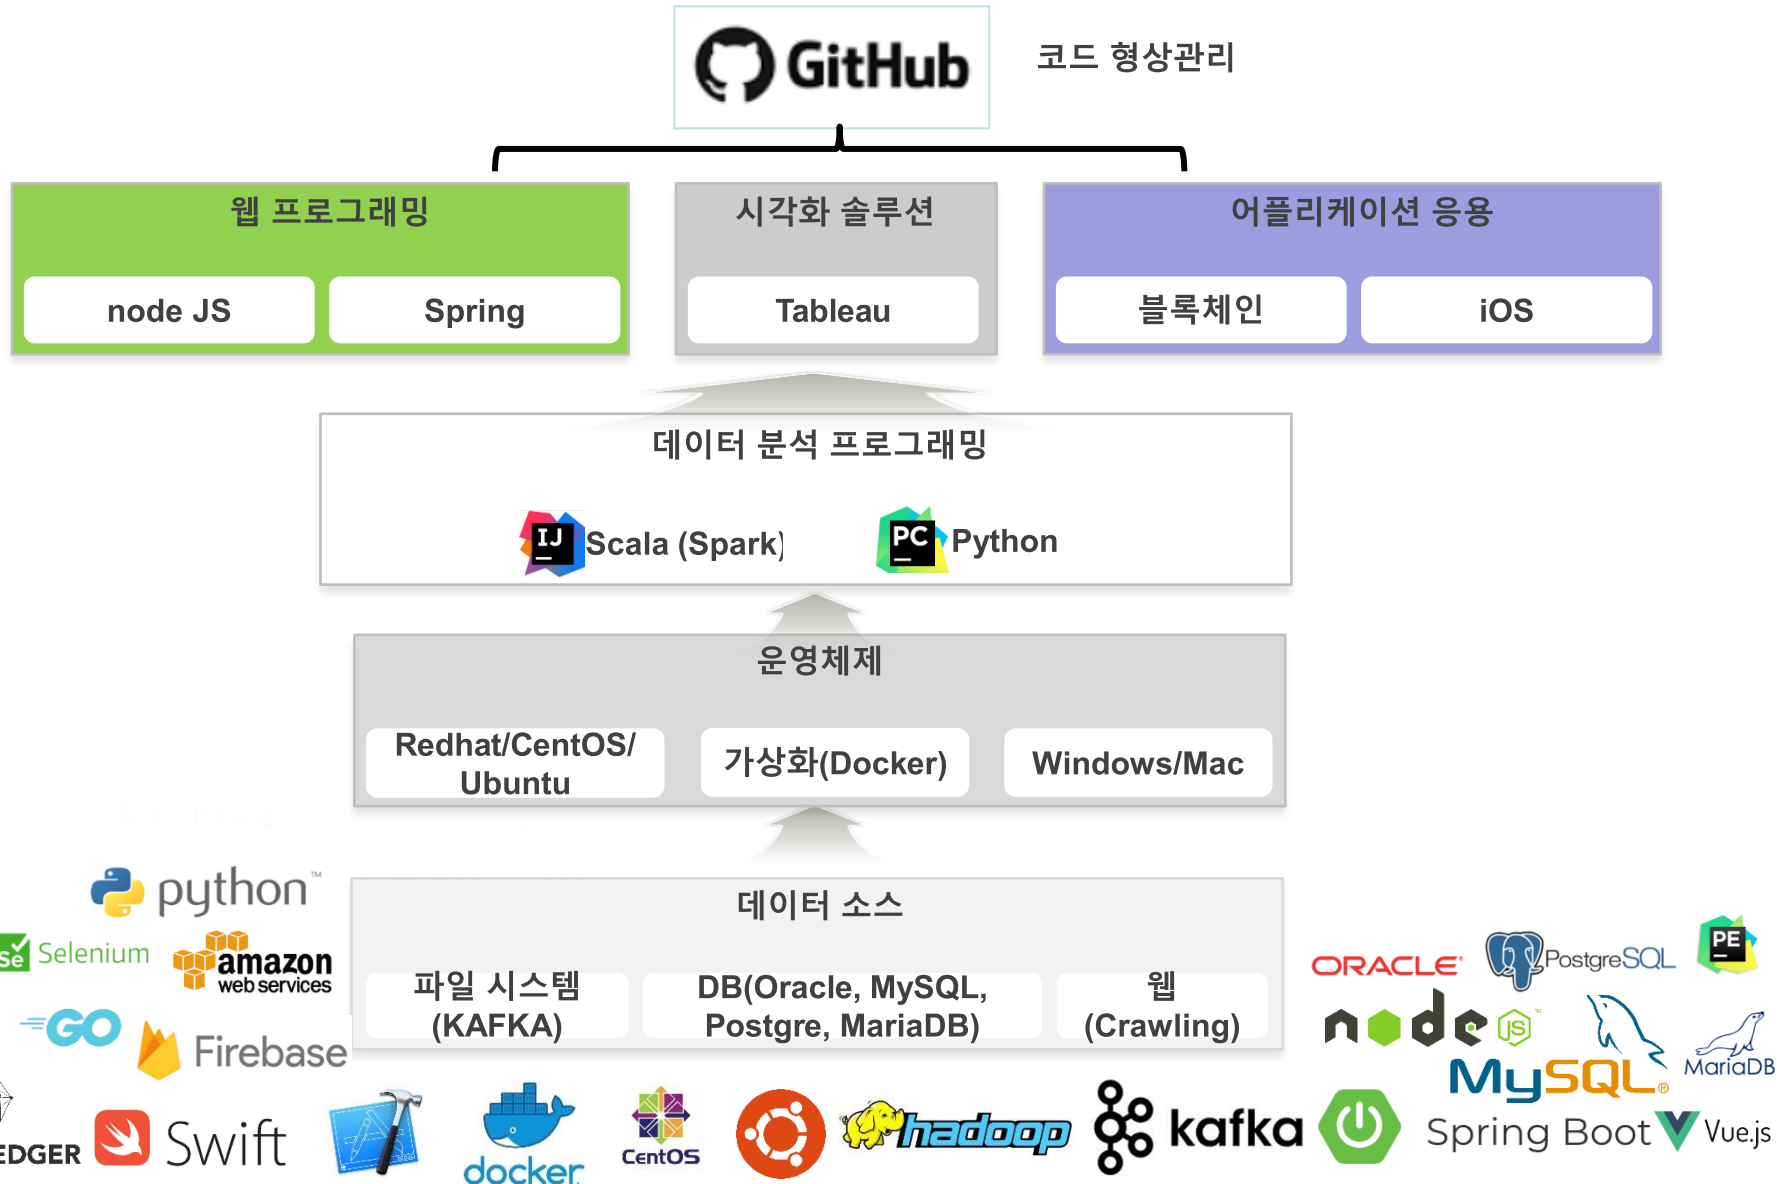 GitHub
코드 형상관리
웹 프로그래밍
node JS
Spring
시각화 솔루션
Tableau
어플리케이션 응용
블록체인
iOS
데이터 분석 프로그래밍
IJ
Scala (Spark)
PC
Python
운영체제
Redhat/CentOS/
Ubuntu
가상화(Docker)
Windows/Mac
데이터 소스
파일 시스템
(KAFKA)
DB(Oracle, MySQL,
Postgre, MariaDB)
웹
(Crawling)
python™
Se Selenium
amazon
web services
GO
Firebase
EDGER
Swift
docker
CentOS
hadoop
kafka
ORACLE
PostgreSQL
PE
node JS™
MySQL®
MariaDB
Spring Boot
Vue.js